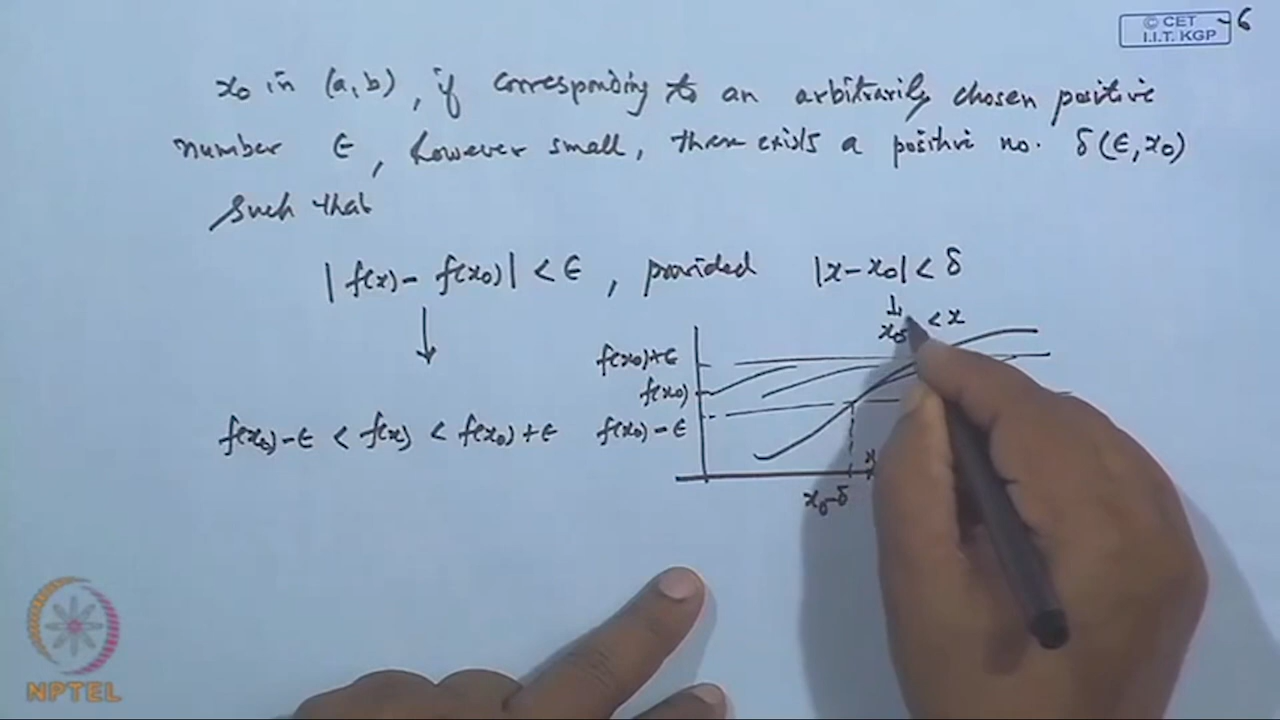 © CET
I.I.T. KGP
-6
x₀ in (a, b), if corresponding to an arbitrarily chosen positive
number ϵ, however small, there exists a positive no. δ(ϵ, x₀)
such that
|f(x) - f(x₀)| < ϵ, provided |x - x₀| < δ
x₀ < x
f(x₀)+ϵ
f(x₀)
f(x₀)-ϵ < f(x) < f(x₀)+ϵ
f(x₀)-ϵ
x₀-δ
NPTEL